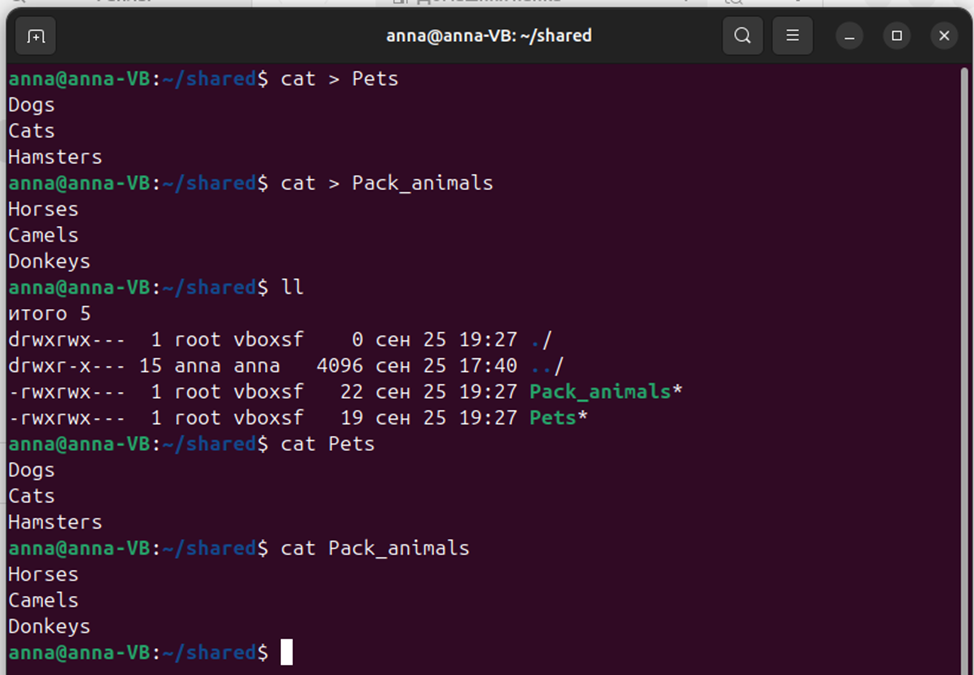 anna@anna-VB: ~/shared
anna@anna-VB:~/shared$ cat > Pets
Dogs
Cats
Hamsters
anna@anna-VB:~/shared$ cat > Pack_animals
Horses
Camels
Donkeys
anna@anna-VB:~/shared$ ll
итого 5
drwxrwx---  1 root vboxsf    0 сен 25 19:27 ./
drwxr-x--- 15 anna anna   4096 сен 25 17:40 ../
-rwxrwx---  1 root vboxsf   22 сен 25 19:27 Pack_animals*
-rwxrwx---  1 root vboxsf   19 сен 25 19:27 Pets*
anna@anna-VB:~/shared$ cat Pets
Dogs
Cats
Hamsters
anna@anna-VB:~/shared$ cat Pack_animals
Horses
Camels
Donkeys
anna@anna-VB:~/shared$